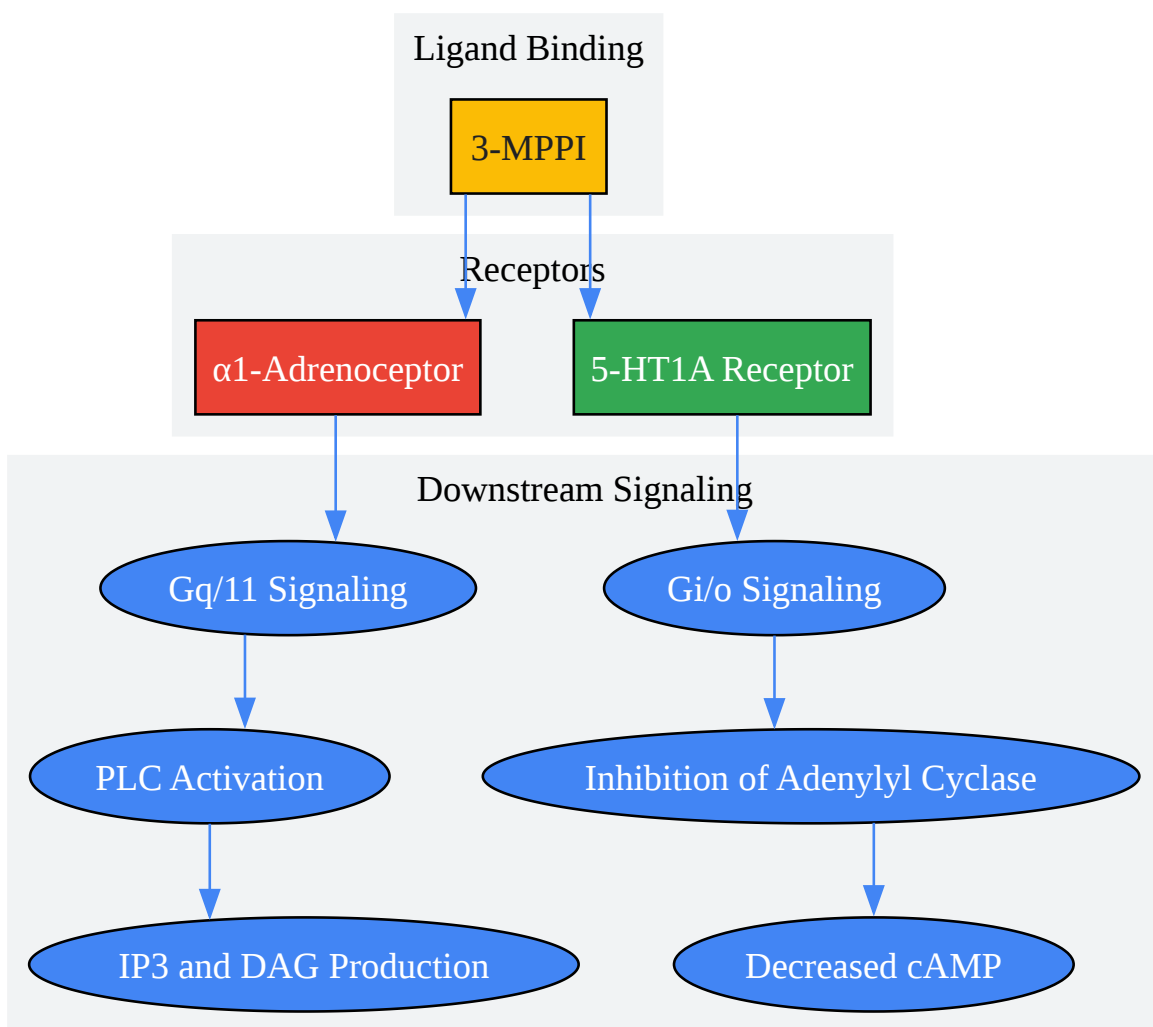 Ligand Binding
3-MPPI
Receptors
α1-Adrenoceptor
5-HT1A Receptor
Downstream Signaling
Gq/11 Signaling
Gi/o Signaling
PLC Activation
Inhibition of Adenylyl Cyclase
IP3 and DAG Production
Decreased cAMP